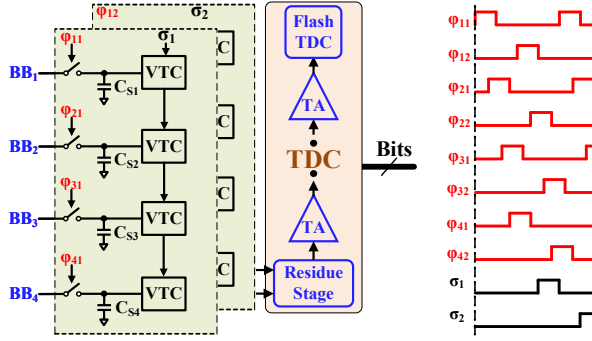 φ12 σ2
φ11 σ1
BB1 CS1 VTC C
φ21
BB2 CS2 VTC C
φ31
BB3 CS3 VTC C
φ41
BB4 CS4 VTC C
Flash
TDC
TA
TDC
TA
Residue
Stage
Bits
φ11
φ12
φ21
φ22
φ31
φ32
φ41
φ42
σ1
σ2